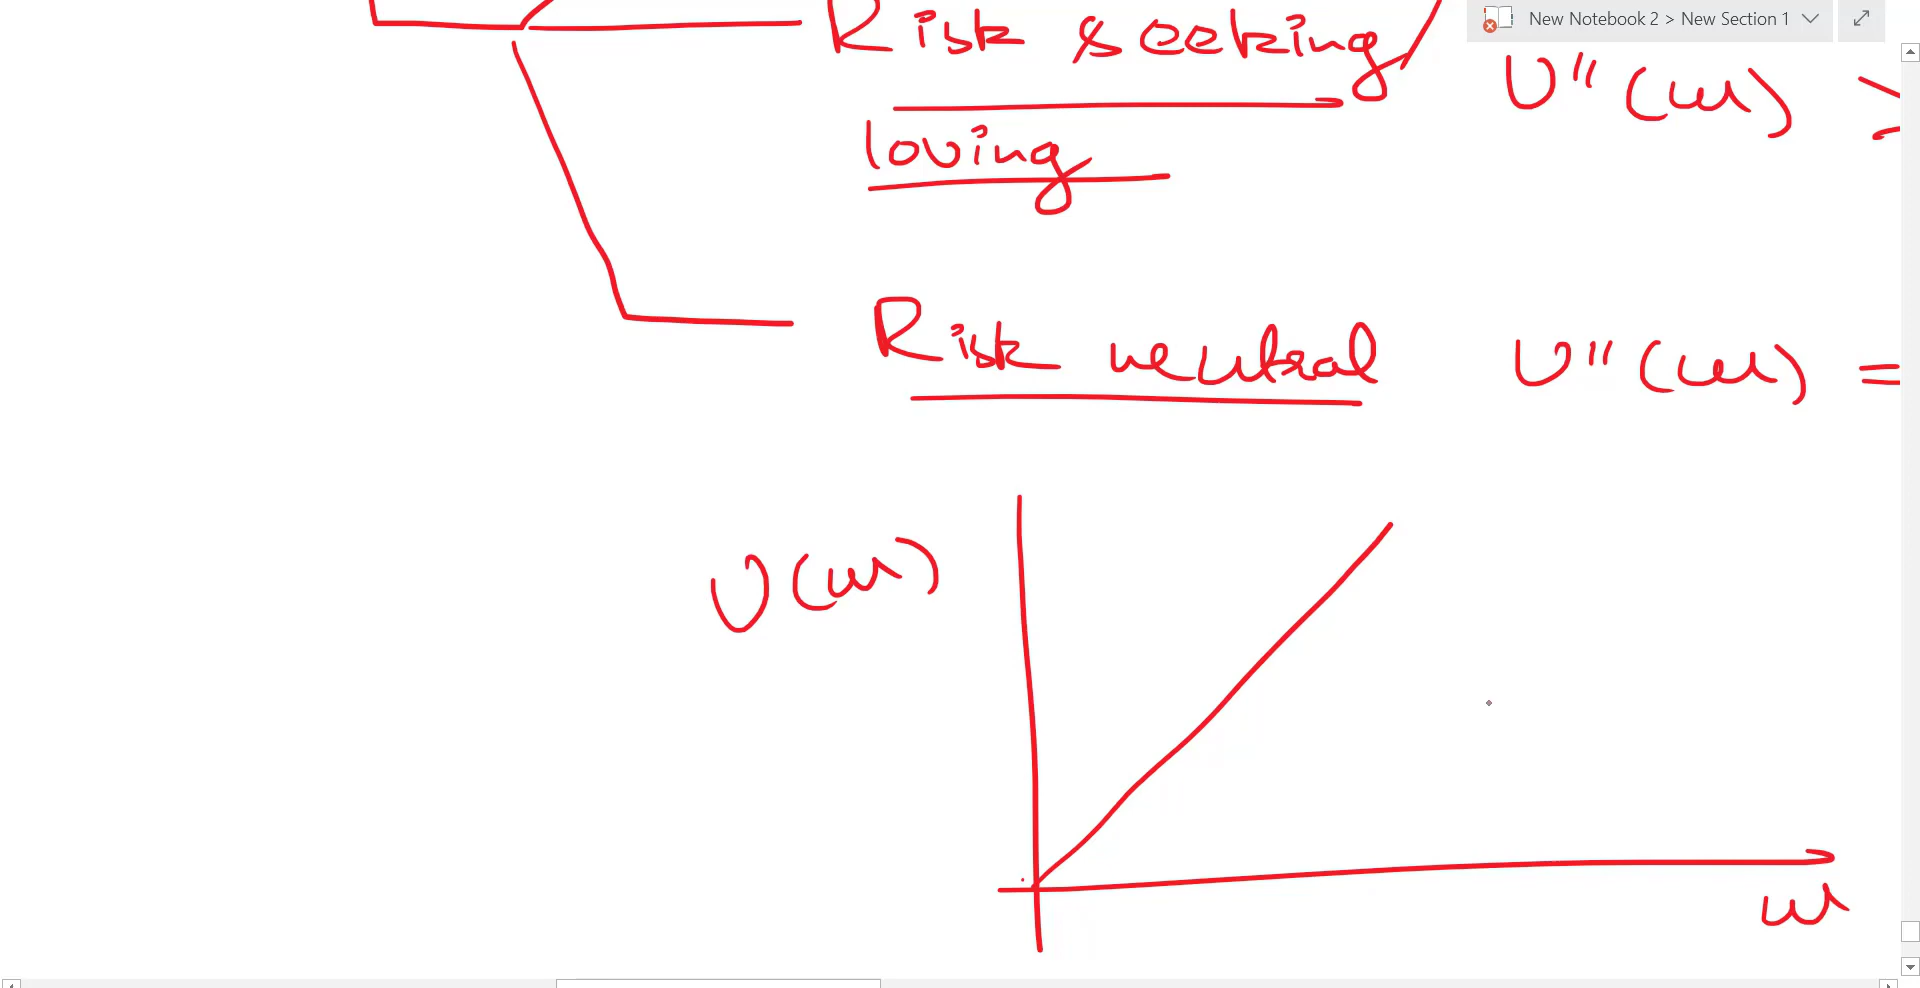 New Notebook 2 > New Section 1
Risk seeking
U''(w) >
loving
Risk neutral U''(w) =
U(w)
w